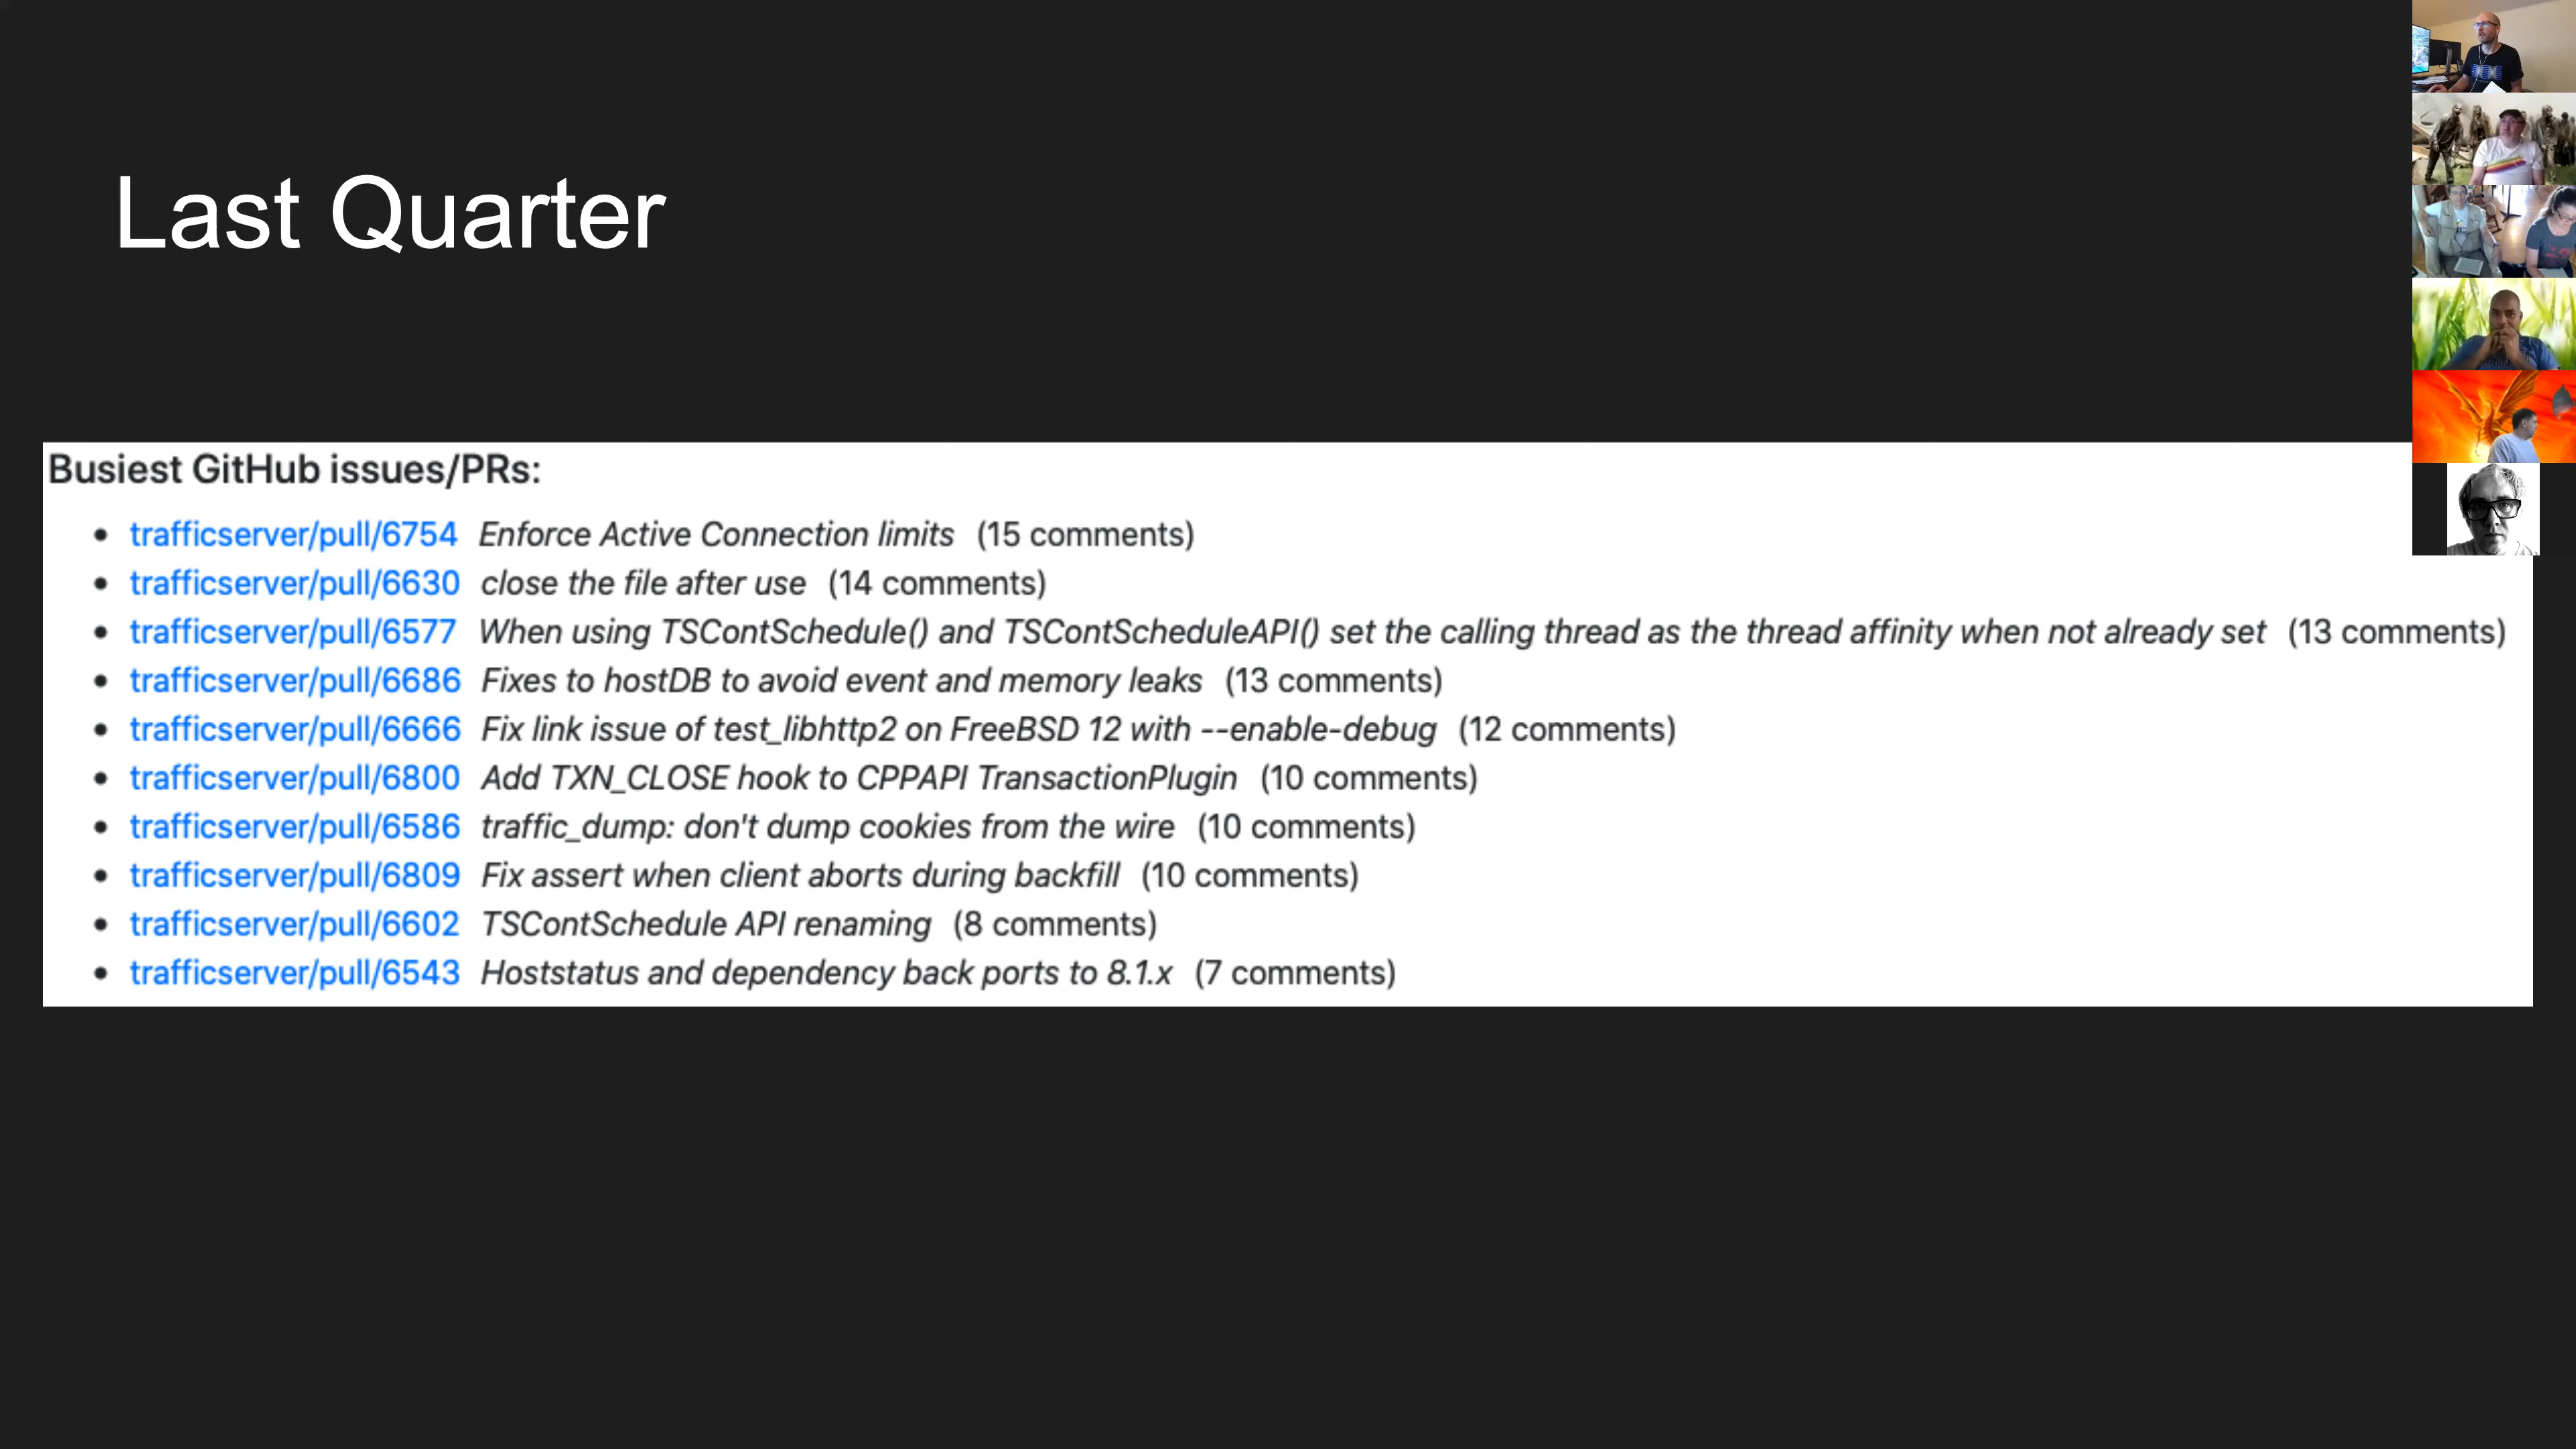 Last Quarter
Busiest GitHub issues/PRs:
• trafficserver/pull/6754 Enforce Active Connection limits (15 comments)
• trafficserver/pull/6630 close the file after use (14 comments)
• trafficserver/pull/6577 When using TSContSchedule() and TSContScheduleAPI() set the calling thread as the thread affinity when not already set (13 comments)
• trafficserver/pull/6686 Fixes to hostDB to avoid event and memory leaks (13 comments)
• trafficserver/pull/6666 Fix link issue of test_libhttp2 on FreeBSD 12 with --enable-debug (12 comments)
• trafficserver/pull/6800 Add TXN_CLOSE hook to CPPAPI TransactionPlugin (10 comments)
• trafficserver/pull/6586 traffic_dump: don't dump cookies from the wire (10 comments)
• trafficserver/pull/6809 Fix assert when client aborts during backfill (10 comments)
• trafficserver/pull/6602 TSContSchedule API renaming (8 comments)
• trafficserver/pull/6543 Hoststatus and dependency back ports to 8.1.x (7 comments)